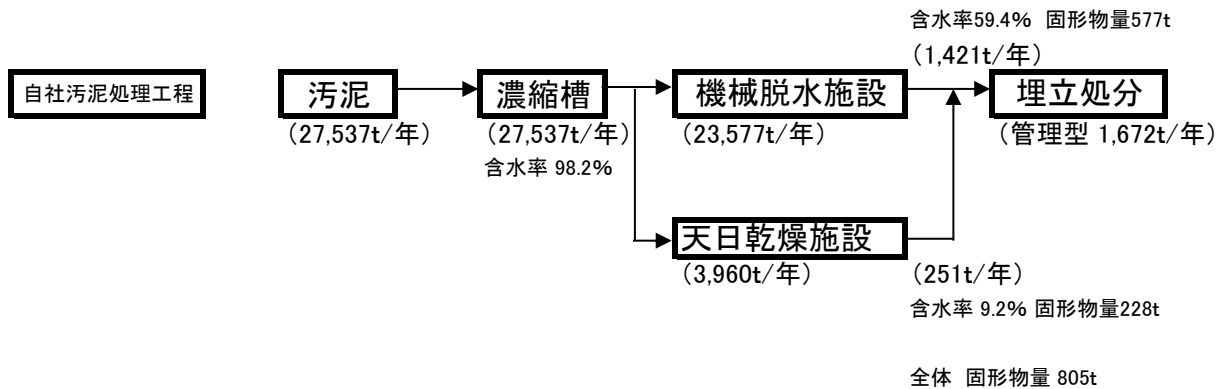 含水率59.4% 固形物量577t
(1,421t/年)
自社汚泥処理工程
汚泥
濃縮槽
機械脱水施設
埋立処分
(27,537t/年)
(27,537t/年)
(23,577t/年)
(管理型 1,672t/年)
含水率 98.2%
天日乾燥施設
(3,960t/年)
(251t/年)
含水率 9.2% 固形物量228t
全体 固形物量 805t